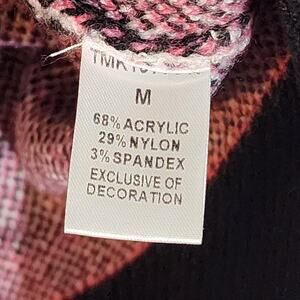 M
68% ACRYLIC
29% NYLON
3% SPANDEX
EXCLUSIVE OF
DECORATION